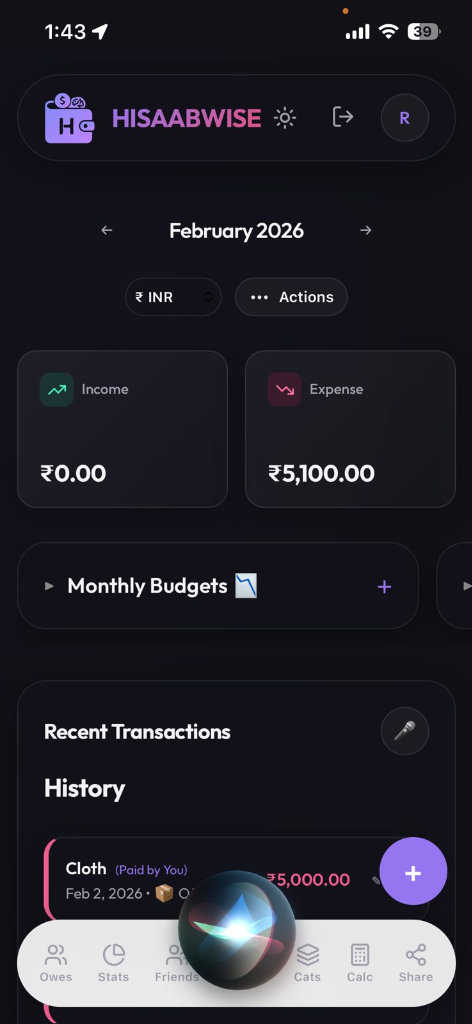 1:43
39
H
HISAABWISE
R
← February 2026 →
₹ INR
••• Actions
Income
Expense
₹0.00
₹5,100.00
Monthly Budgets
+
Recent Transactions
History
Cloth (Paid by You)
₹5,000.00
Feb 2, 2026 •
+
Owes Stats Friends Cats Calc Share